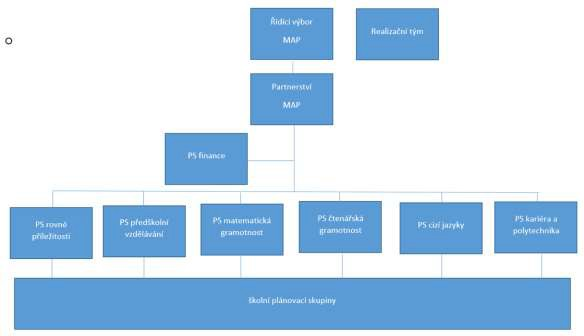 Řídící výbor
MAP
Realizační tým
Partnerství
MAP
PS finance
PS rovné
příležitosti
PS předškolní
vzdělávání
PS matematická
gramotnost
PS čtenářská
gramotnost
PS cizí jazyky
PS kariéra a
polytechnika
školní plánovací skupiny